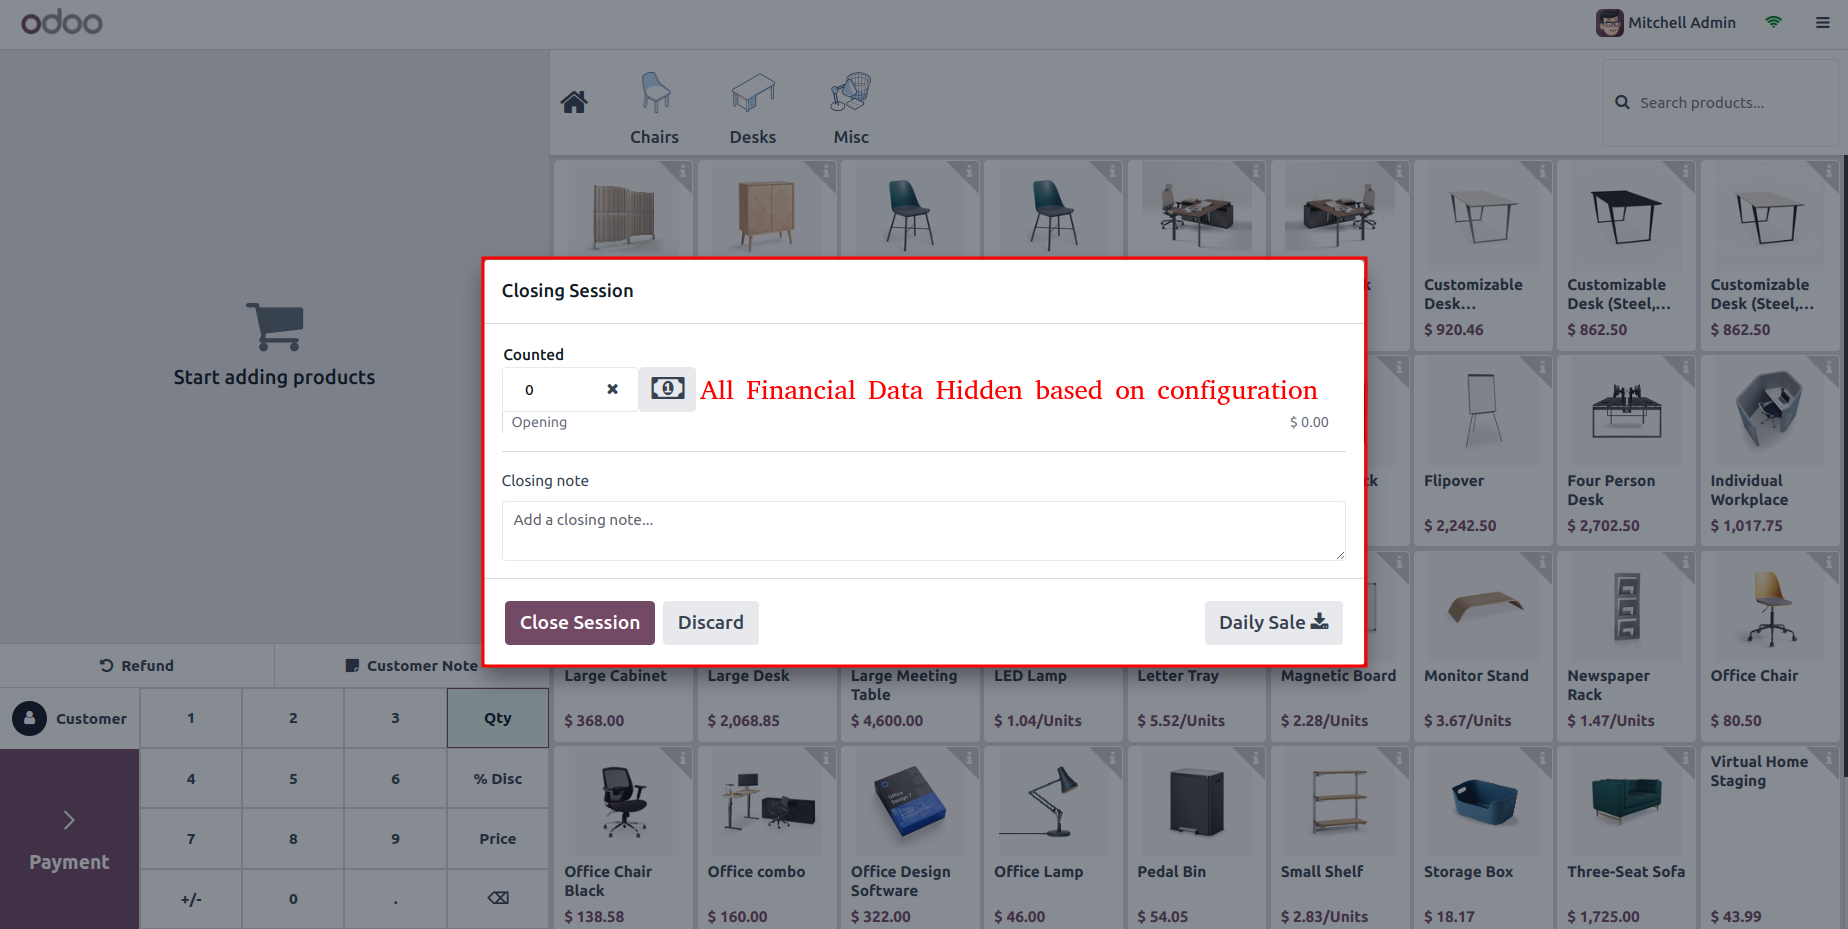 odoo
Mitchell Admin
Chairs
Desks
Misc
Search products...
Start adding products
Customizable
Desk...
$ 920.46
Customizable
Desk (Steel,...
$ 862.50
Customizable
Desk (Steel,...
$ 862.50
Closing Session
Counted
0
All Financial Data Hidden based on configuration
Opening
$ 0.00
Closing note
Add a closing note...
Close Session
Discard
Daily Sale
Flipover
$ 2,242.50
Four Person
Desk
$ 2,702.50
Individual
Workplace
$ 1,017.75
Refund
Customer Note
Customer
1
2
3
Qty
4
5
6
% Disc
7
8
9
Price
+/-
0
.
Payment
Large Cabinet
$ 368.00
Large Desk
$ 2,068.85
Large Meeting
Table
$ 4,600.00
LED Lamp
$ 1.04/Units
Letter Tray
$ 5.52/Units
Magnetic Board
$ 2.28/Units
Monitor Stand
$ 3.67/Units
Newspaper
Rack
$ 1.47/Units
Office Chair
$ 80.50
Office Chair
Black
$ 138.58
Office combo
$ 160.00
Office
Design 7
Office Design
Software
$ 322.00
Office Lamp
$ 46.00
Pedal Bin
$ 54.05
Small Shelf
$ 2.83/Units
Storage Box
$ 18.17
Three-Seat Sofa
$ 1,725.00
Virtual Home
Staging
$ 43.99